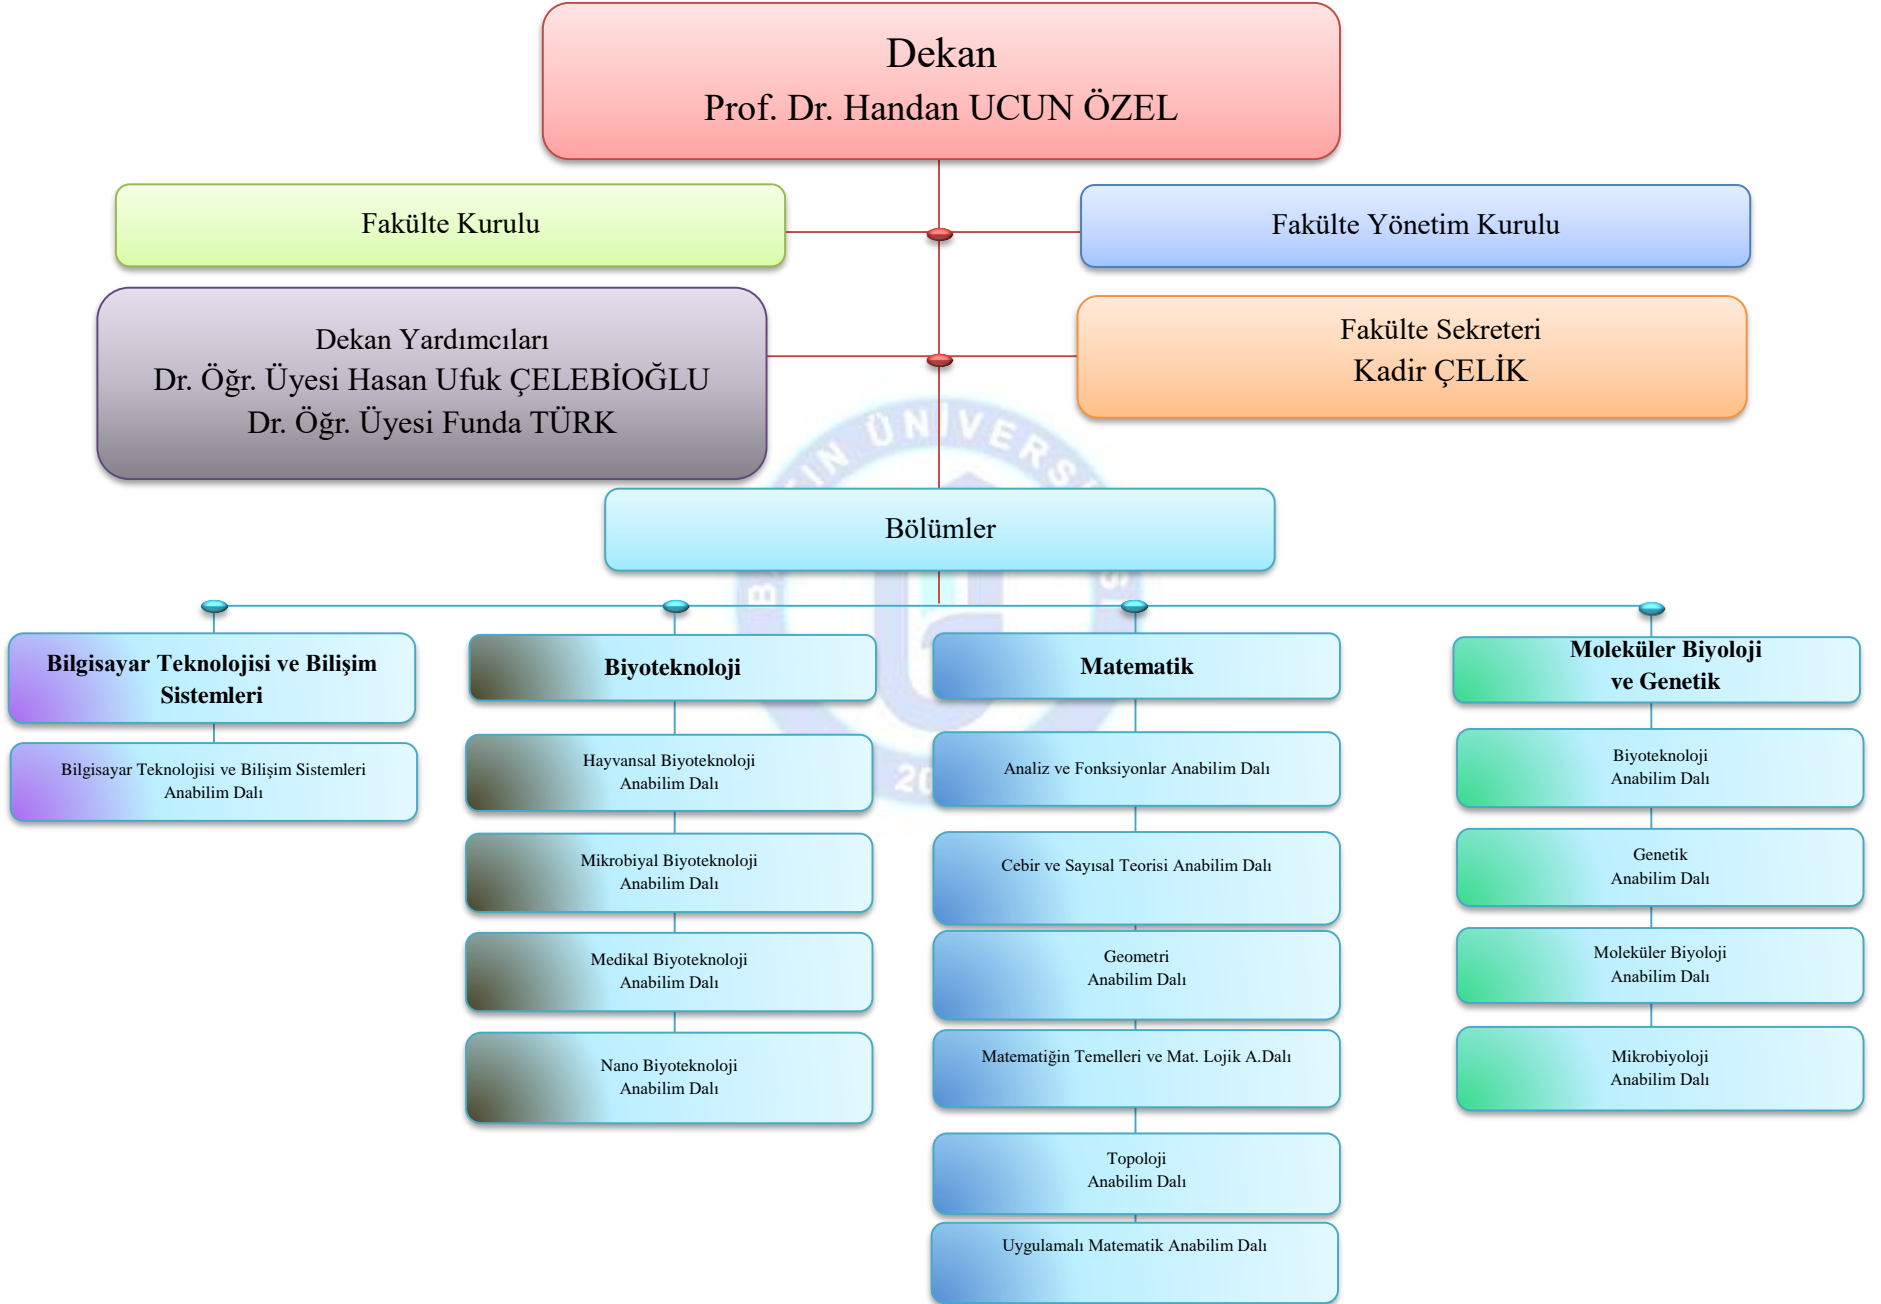 Dekan
Prof. Dr. Handan UCUN ÖZEL
Fakülte Kurulu
Fakülte Yönetim Kurulu
Dekan Yardımcıları
Dr. Öğr. Üyesi Hasan Ufuk ÇELEBİOĞLU
Dr. Öğr. Üyesi Funda TÜRK
Fakülte Sekreteri
Kadir ÇELİK
Bölümler
Bilgisayar Teknolojisi ve Bilişim
Sistemleri
Bilgisayar Teknolojisi ve Bilişim Sistemleri
Anabilim Dalı
Biyoteknoloji
Hayvansal Biyoteknoloji
Anabilim Dalı
Mikrobiyal Biyoteknoloji
Anabilim Dalı
Medikal Biyoteknoloji
Anabilim Dalı
Nano Biyoteknoloji
Anabilim Dalı
Matematik
Analiz ve Fonksiyonlar Anabilim Dalı
Cebir ve Sayısal Teorisi Anabilim Dalı
Geometri
Anabilim Dalı
Matematiğin Temelleri ve Mat. Lojik A.Dalı
Topoloji
Anabilim Dalı
Uygulamalı Matematik Anabilim Dalı
Moleküler Biyoloji
ve Genetik
Biyoteknoloji
Anabilim Dalı
Genetik
Anabilim Dalı
Moleküler Biyoloji
Anabilim Dalı
Mikrobiyoloji
Anabilim Dalı